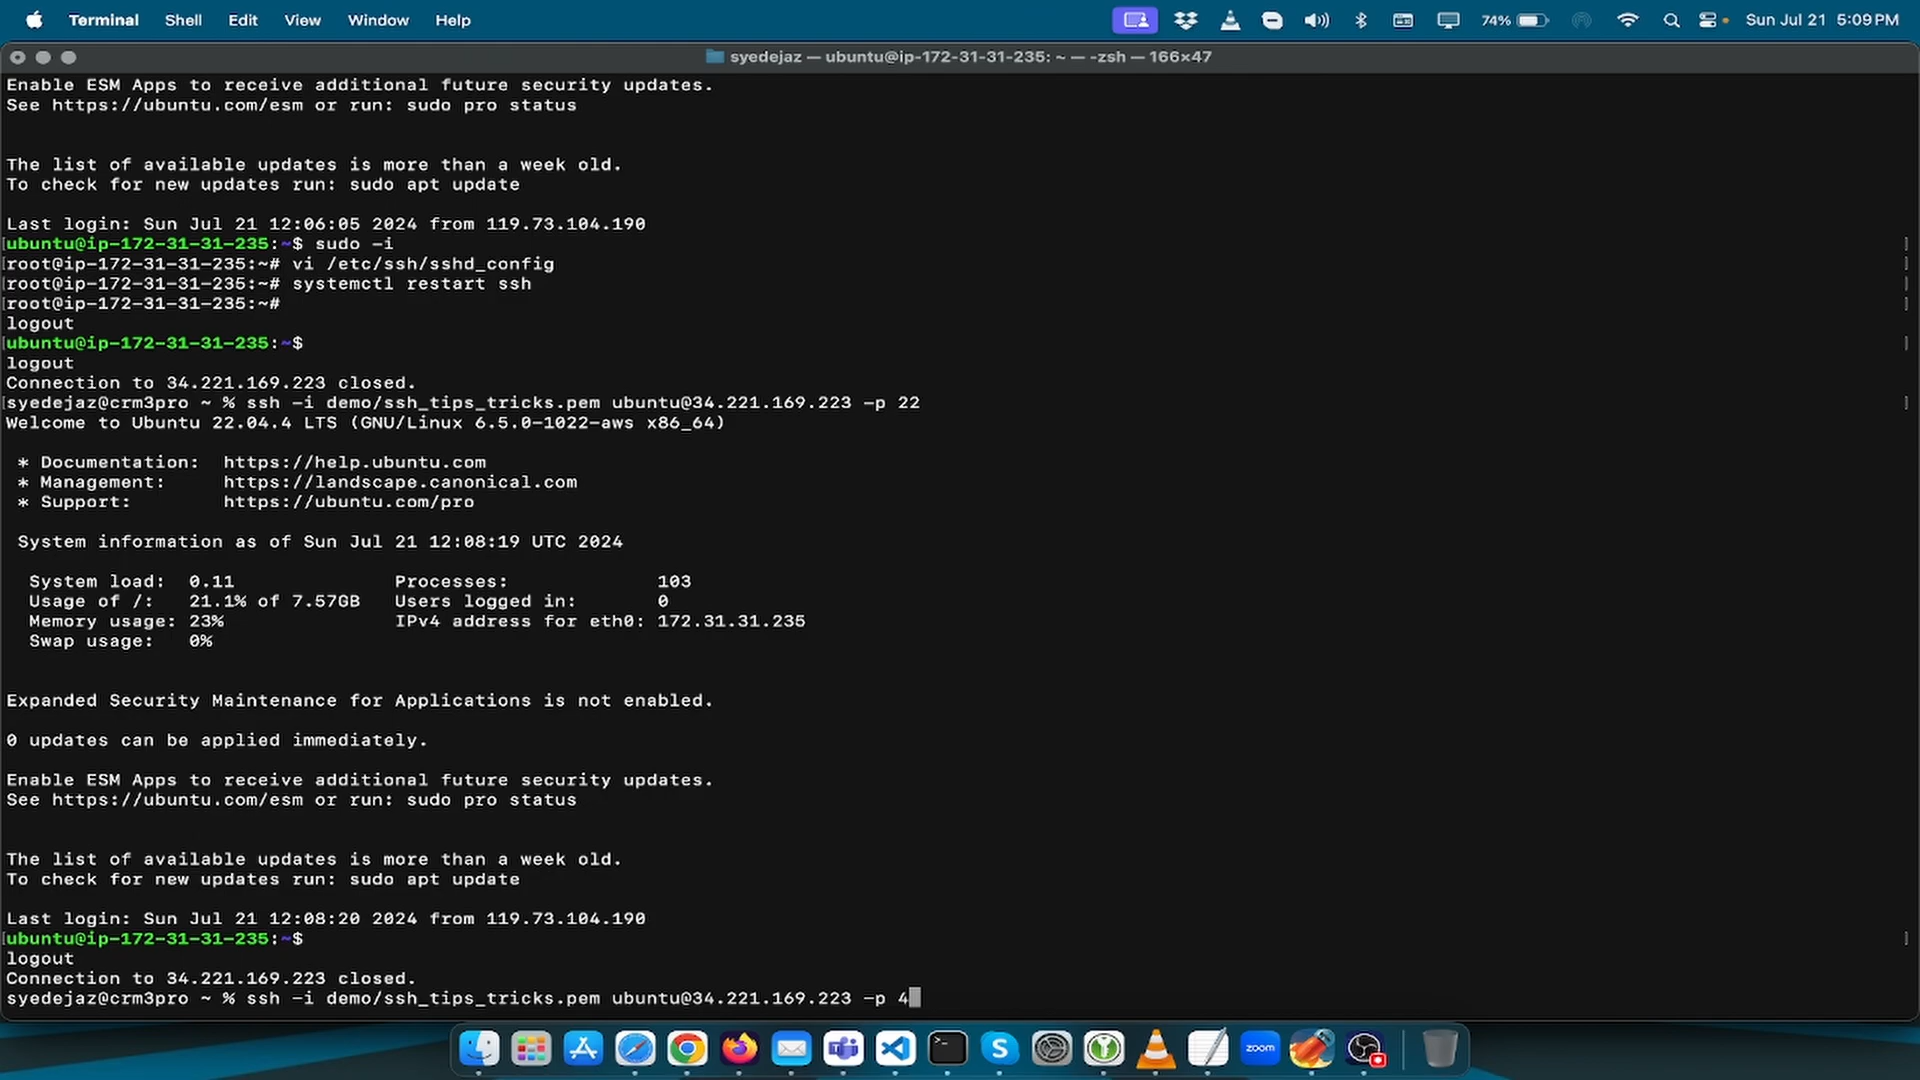 Terminal Shell Edit View Window Help 74% Sun Jul 21 5:09 PM
syedejaz — ubuntu@ip-172-31-31-235: ~ — -zsh — 166×47
Enable ESM Apps to receive additional future security updates.
See https://ubuntu.com/esm or run: sudo pro status
The list of available updates is more than a week old.
To check for new updates run: sudo apt update
Last login: Sun Jul 21 12:06:05 2024 from 119.73.104.190
[ubuntu@ip-172-31-31-235:~$ sudo -i ]
[root@ip-172-31-31-235:~# vi /etc/ssh/sshd_config ]
[root@ip-172-31-31-235:~# systemctl restart ssh ]
[root@ip-172-31-31-235:~# ]
logout
[ubuntu@ip-172-31-31-235:~$ ]
logout
Connection to 34.221.169.223 closed.
[syedejaz@crm3pro ~ % ssh -i demo/ssh_tips_tricks.pem ubuntu@34.221.169.223 -p 22 ]
Welcome to Ubuntu 22.04.4 LTS (GNU/Linux 6.5.0-1022-aws x86_64)
* Documentation: https://help.ubuntu.com
* Management: https://landscape.canonical.com
* Support: https://ubuntu.com/pro
System information as of Sun Jul 21 12:08:19 UTC 2024
System load: 0.11 Processes: 103
Usage of /: 21.1% of 7.57GB Users logged in: 0
Memory usage: 23% IPv4 address for eth0: 172.31.31.235
Swap usage: 0%
Expanded Security Maintenance for Applications is not enabled.
0 updates can be applied immediately.
Enable ESM Apps to receive additional future security updates.
See https://ubuntu.com/esm or run: sudo pro status
The list of available updates is more than a week old.
To check for new updates run: sudo apt update
Last login: Sun Jul 21 12:08:20 2024 from 119.73.104.190
[ubuntu@ip-172-31-31-235:~$ ]
logout
Connection to 34.221.169.223 closed.
syedejaz@crm3pro ~ % ssh -i demo/ssh_tips_tricks.pem ubuntu@34.221.169.223 -p 4
zoom